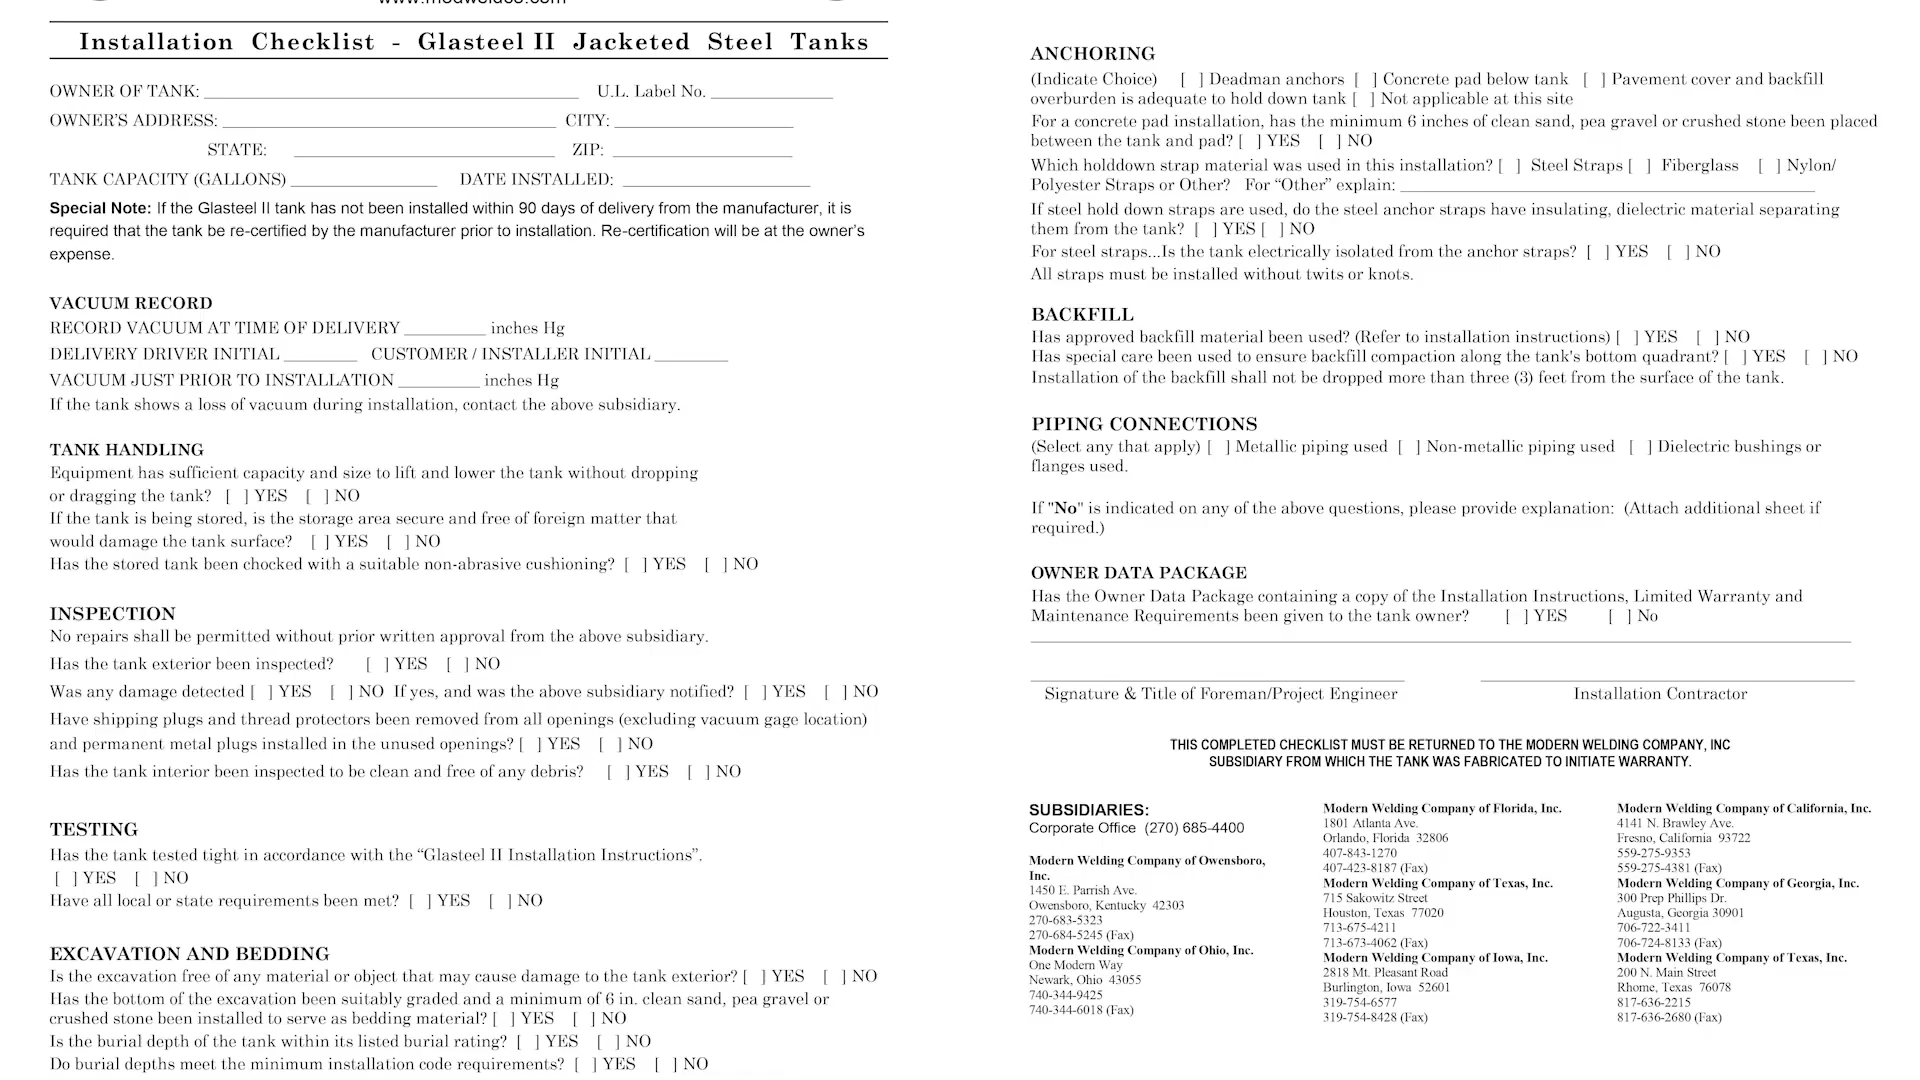 www.modweldco.com
Installation Checklist - Glasteel II Jacketed Steel Tanks
OWNER OF TANK: ____ U.L. Label No. ____
OWNER'S ADDRESS: ____ CITY: ____
STATE: ____ ZIP: ____
TANK CAPACITY (GALLONS) ____ DATE INSTALLED: ____
Special Note: If the Glasteel II tank has not been installed within 90 days of delivery from the manufacturer, it is
required that the tank be re-certified by the manufacturer prior to installation. Re-certification will be at the owner's
expense.
VACUUM RECORD
RECORD VACUUM AT TIME OF DELIVERY ____ inches Hg
DELIVERY DRIVER INITIAL ____ CUSTOMER / INSTALLER INITIAL ____
VACUUM JUST PRIOR TO INSTALLATION ____ inches Hg
If the tank shows a loss of vacuum during installation, contact the above subsidiary.
TANK HANDLING
Equipment has sufficient capacity and size to lift and lower the tank without dropping
or dragging the tank? [ ] YES [ ] NO
If the tank is being stored, is the storage area secure and free of foreign matter that
would damage the tank surface? [ ] YES [ ] NO
Has the stored tank been chocked with a suitable non-abrasive cushioning? [ ] YES [ ] NO
INSPECTION
No repairs shall be permitted without prior written approval from the above subsidiary.
Has the tank exterior been inspected? [ ] YES [ ] NO
Was any damage detected [ ] YES [ ] NO If yes, and was the above subsidiary notified? [ ] YES [ ] NO
Have shipping plugs and thread protectors been removed from all openings (excluding vacuum gage location)
and permanent metal plugs installed in the unused openings? [ ] YES [ ] NO
Has the tank interior been inspected to be clean and free of any debris? [ ] YES [ ] NO
TESTING
Has the tank tested tight in accordance with the “Glasteel II Installation Instructions”.
[ ] YES [ ] NO
Have all local or state requirements been met? [ ] YES [ ] NO
EXCAVATION AND BEDDING
Is the excavation free of any material or object that may cause damage to the tank exterior? [ ] YES [ ] NO
Has the bottom of the excavation been suitably graded and a minimum of 6 in. clean sand, pea gravel or
crushed stone been installed to serve as bedding material? [ ] YES [ ] NO
Is the burial depth of the tank within its listed burial rating? [ ] YES [ ] NO
Do burial depths meet the minimum installation code requirements? [ ] YES [ ] NO
ANCHORING
(Indicate Choice) [ ] Deadman anchors [ ] Concrete pad below tank [ ] Pavement cover and backfill
overburden is adequate to hold down tank [ ] Not applicable at this site
For a concrete pad installation, has the minimum 6 inches of clean sand, pea gravel or crushed stone been placed
between the tank and pad? [ ] YES [ ] NO
Which holddown strap material was used in this installation? [ ] Steel Straps [ ] Fiberglass [ ] Nylon/
Polyester Straps or Other? For “Other” explain: ____
If steel hold down straps are used, do the steel anchor straps have insulating, dielectric material separating
them from the tank? [ ] YES [ ] NO
For steel straps...Is the tank electrically isolated from the anchor straps? [ ] YES [ ] NO
All straps must be installed without twits or knots.
BACKFILL
Has approved backfill material been used? (Refer to installation instructions) [ ] YES [ ] NO
Has special care been used to ensure backfill compaction along the tank's bottom quadrant? [ ] YES [ ] NO
Installation of the backfill shall not be dropped more than three (3) feet from the surface of the tank.
PIPING CONNECTIONS
(Select any that apply) [ ] Metallic piping used [ ] Non-metallic piping used [ ] Dielectric bushings or
flanges used.
If "No" is indicated on any of the above questions, please provide explanation: (Attach additional sheet if
required.)
OWNER DATA PACKAGE
Has the Owner Data Package containing a copy of the Installation Instructions, Limited Warranty and
Maintenance Requirements been given to the tank owner? [ ] YES [ ] No
Signature & Title of Foreman/Project Engineer
Installation Contractor
THIS COMPLETED CHECKLIST MUST BE RETURNED TO THE MODERN WELDING COMPANY, INC
SUBSIDIARY FROM WHICH THE TANK WAS FABRICATED TO INITIATE WARRANTY.
SUBSIDIARIES:
Corporate Office (270) 685-4400
Modern Welding Company of Owensboro,
Inc.
1450 E. Parrish Ave.
Owensboro, Kentucky 42303
270-683-5323
270-684-5245 (Fax)
Modern Welding Company of Ohio, Inc.
One Modern Way
Newark, Ohio 43055
740-344-9425
740-344-6018 (Fax)
Modern Welding Company of Florida, Inc.
1801 Atlanta Ave.
Orlando, Florida 32806
407-843-1270
407-423-8187 (Fax)
Modern Welding Company of Texas, Inc.
715 Sakowitz Street
Houston, Texas 77020
713-675-4211
713-673-4062 (Fax)
Modern Welding Company of Iowa, Inc.
2818 Mt. Pleasant Road
Burlington, Iowa 52601
319-754-6577
319-754-8428 (Fax)
Modern Welding Company of California, Inc.
4141 N. Brawley Ave.
Fresno, California 93722
559-275-9353
559-275-4381 (Fax)
Modern Welding Company of Georgia, Inc.
300 Prep Phillips Dr.
Augusta, Georgia 30901
706-722-3411
706-724-8133 (Fax)
Modern Welding Company of Texas, Inc.
200 N. Main Street
Rhome, Texas 76078
817-636-2215
817-636-2680 (Fax)